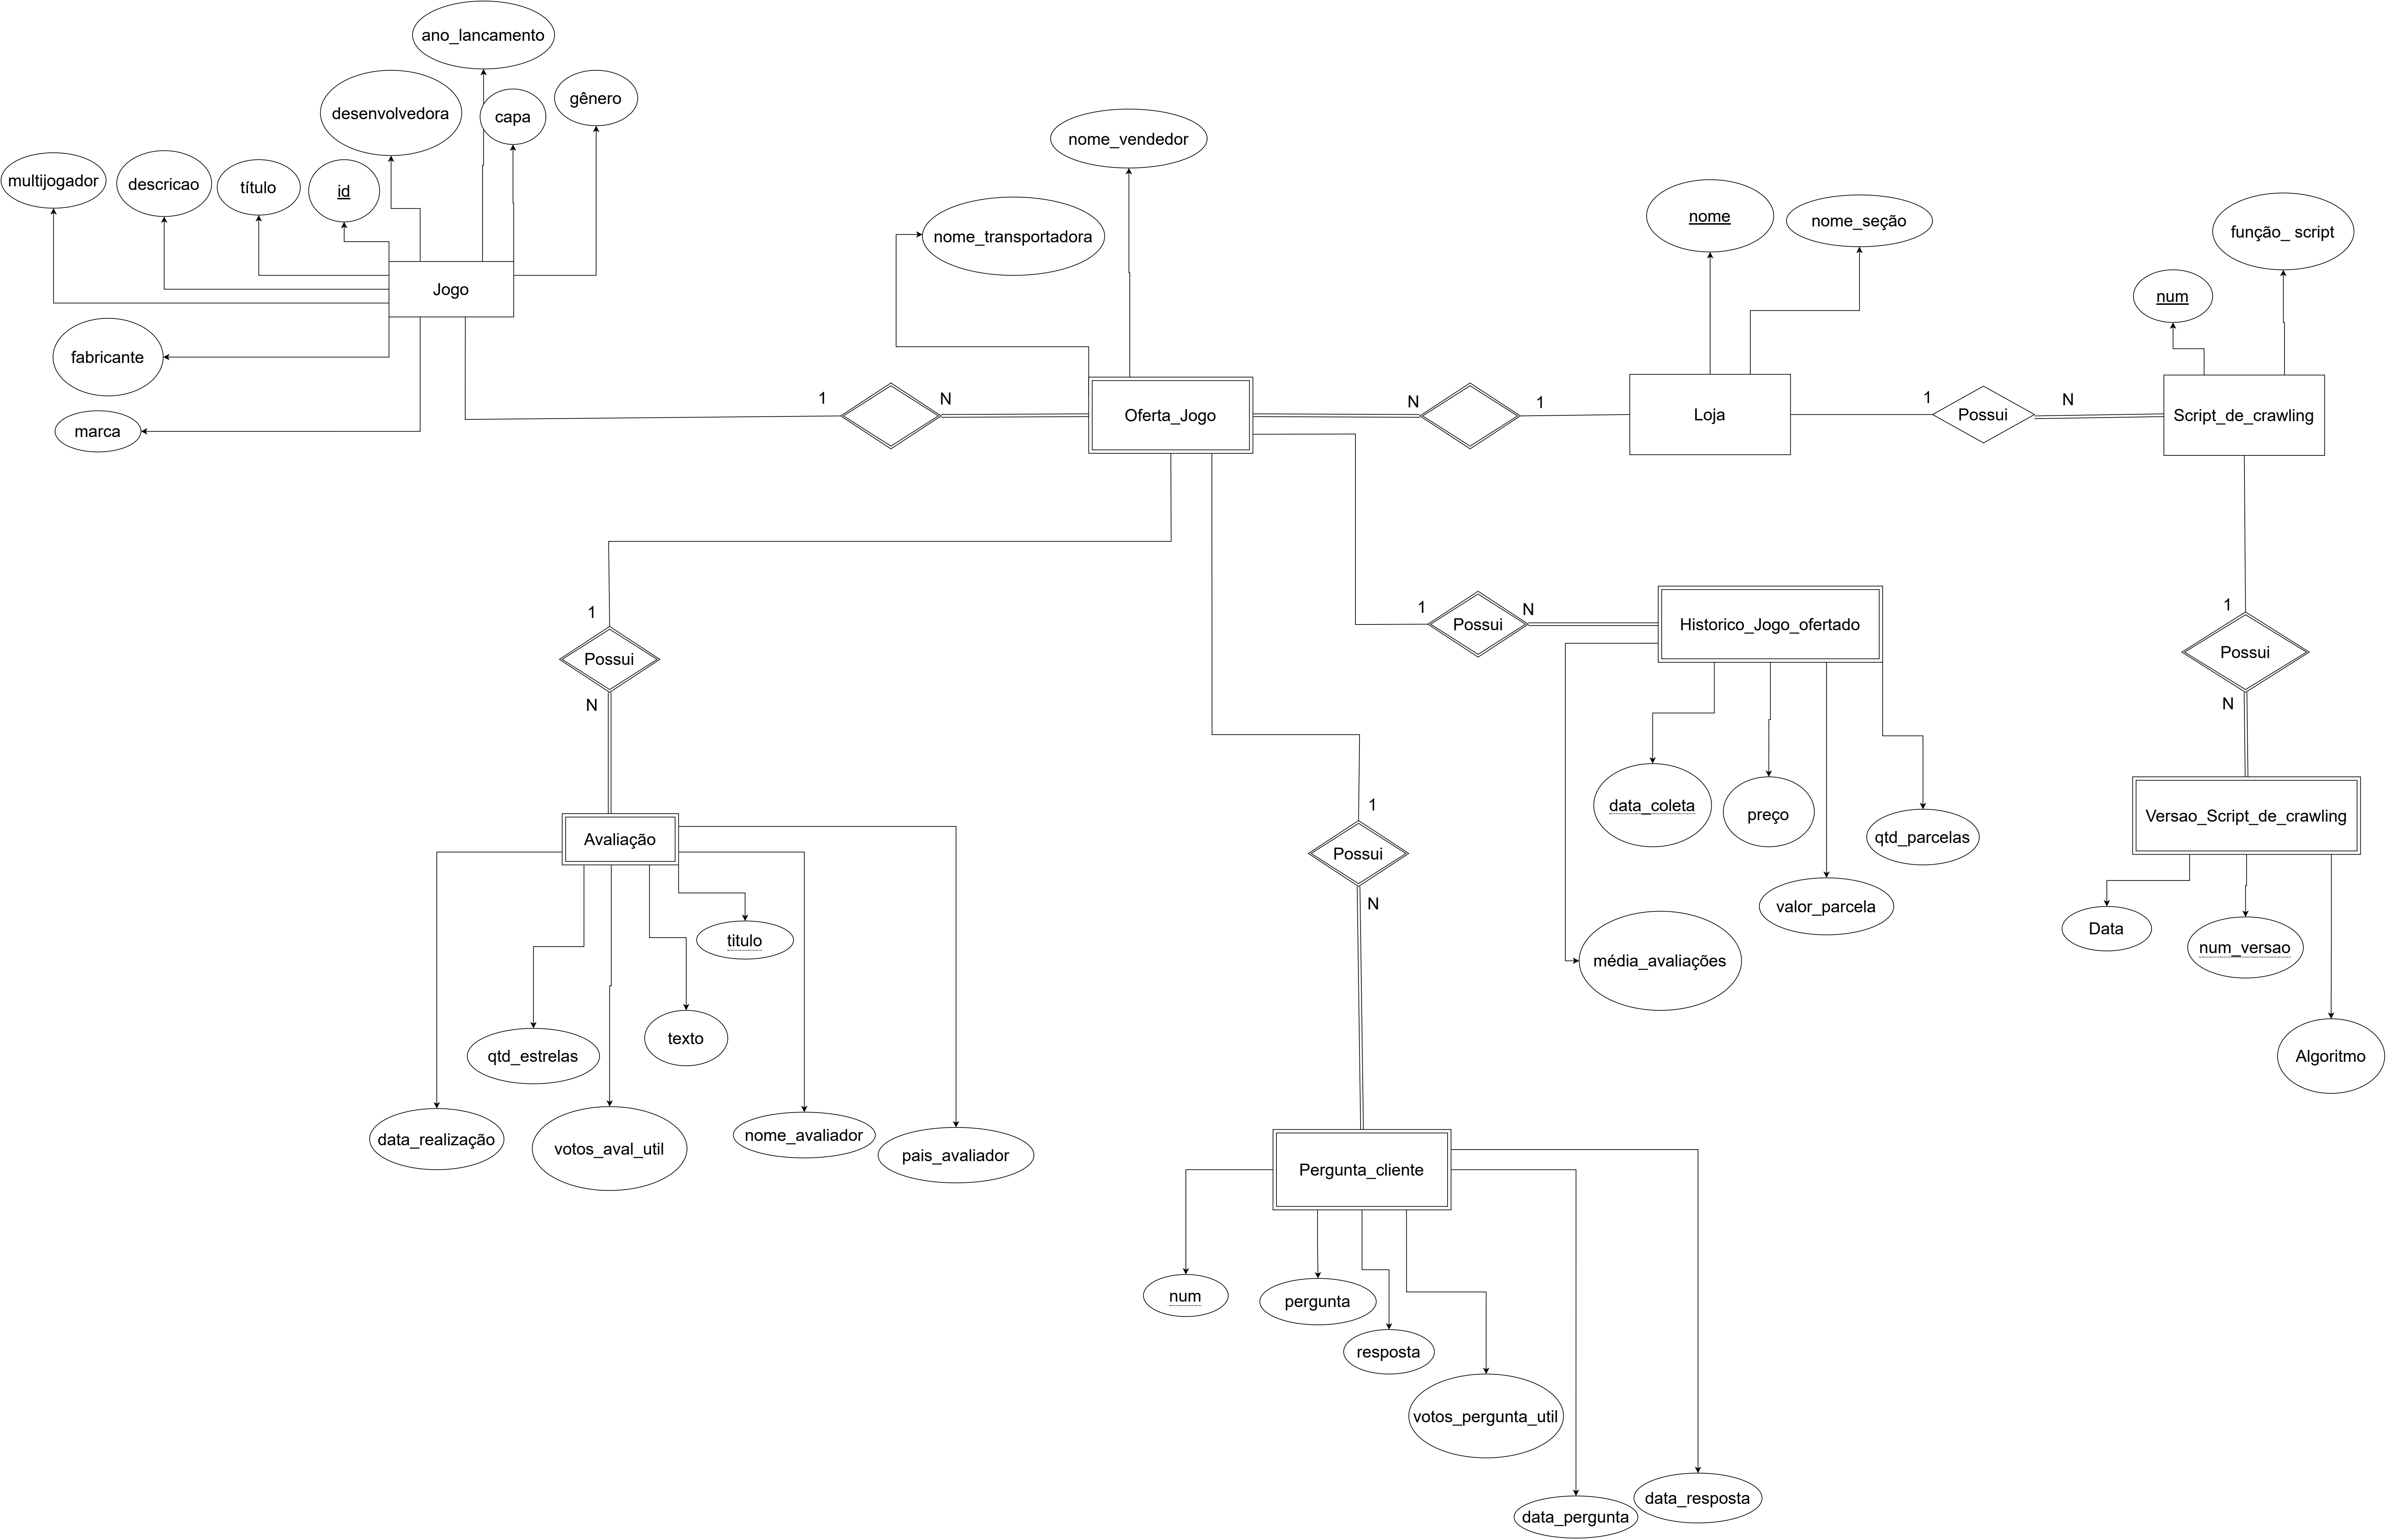 ano_lancamento
desenvolvedora
capa
gênero
multijogador
descricao
título
id
Jogo
fabricante
marca
nome_vendedor
nome_transportadora
nome
nome_seção
função_ script
num
1
N
Oferta_Jogo
N
1
Loja
1
Possui
N
Script_de_crawling
1
Possui
N
1
Possui
N
Historico_Jogo_ofertado
1
Possui
N
data_coleta
preço
qtd_parcelas
valor_parcela
média_avaliações
Versao_Script_de_crawling
Data
num_versao
Algoritmo
Avaliação
titulo
texto
qtd_estrelas
data_realização
votos_aval_util
nome_avaliador
pais_avaliador
1
Possui
N
Pergunta_cliente
num
pergunta
resposta
votos_pergunta_util
data_pergunta
data_resposta